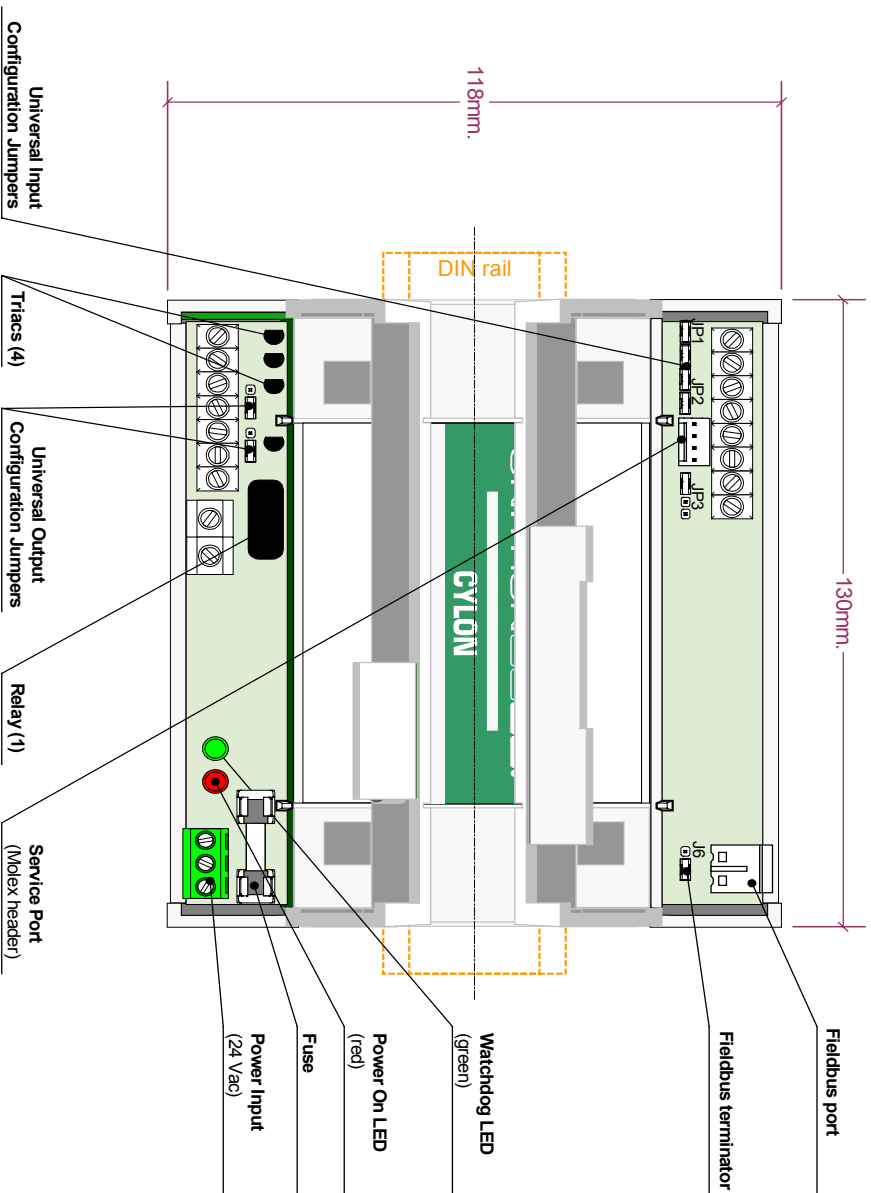 118mm.
130mm.
DIN rail
JP1
JP2
JP3
J6
CYLON
Universal Input
Configuration Jumpers
Triacs (4)
Universal Output
Configuration Jumpers
Relay (1)
Service Port
(Molex header)
Power Input
(24 Vac)
Fuse
Power On LED
(red)
Watchdog LED
(green)
Fieldbus terminator
Fieldbus port